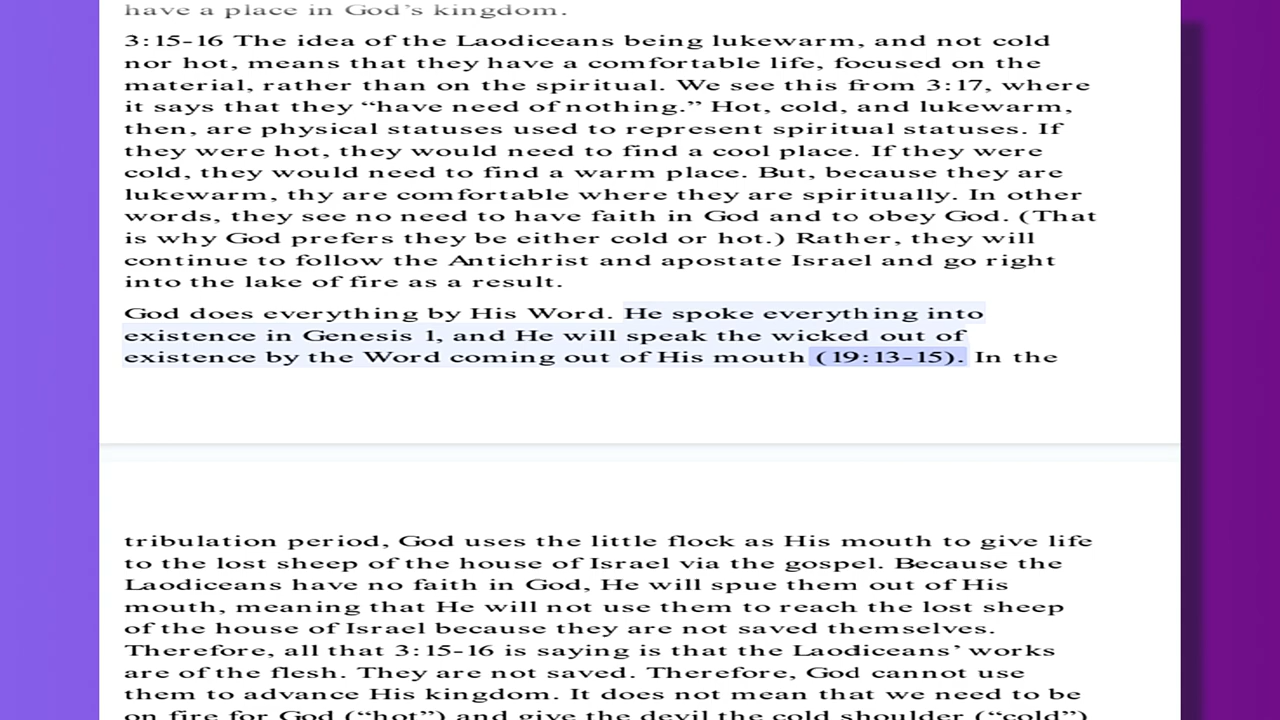 have a place in God's kingdom.
3:15-16 The idea of the Laodiceans being lukewarm, and not cold
nor hot, means that they have a comfortable life, focused on the
material, rather than on the spiritual. We see this from 3:17, where
it says that they “have need of nothing.” Hot, cold, and lukewarm,
then, are physical statuses used to represent spiritual statuses. If
they were hot, they would need to find a cool place. If they were
cold, they would need to find a warm place. But, because they are
lukewarm, thy are comfortable where they are spiritually. In other
words, they see no need to have faith in God and to obey God. (That
is why God prefers they be either cold or hot.) Rather, they will
continue to follow the Antichrist and apostate Israel and go right
into the lake of fire as a result.
God does everything by His Word. He spoke everything into
existence in Genesis 1, and He will speak the wicked out of
existence by the Word coming out of His mouth (19:13-15). In the
tribulation period, God uses the little flock as His mouth to give life
to the lost sheep of the house of Israel via the gospel. Because the
Laodiceans have no faith in God, He will spue them out of His
mouth, meaning that He will not use them to reach the lost sheep
of the house of Israel because they are not saved themselves.
Therefore, all that 3:15-16 is saying is that the Laodiceans’ works
are of the flesh. They are not saved. Therefore, God cannot use
them to advance His kingdom. It does not mean that we need to be
on fire for God (“hot”) and give the devil the cold shoulder (“cold”)